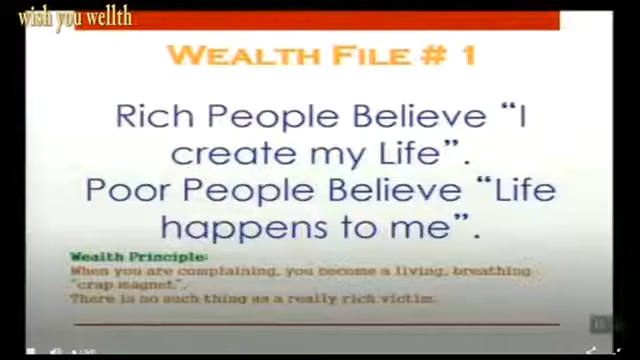 wish you wellth
WEALTH FILE # 1
Rich People Believe “I
create my Life”.
Poor People Believe “Life
happens to me”.
Wealth Principle:
When you are complaining, you become a living, breathing
“crap magnet”.
There is no such thing as a really rich victim.